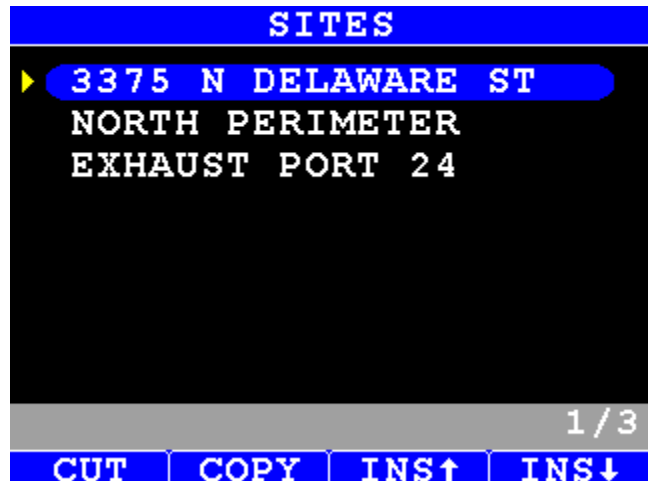 SITES
3375 N DELAWARE ST
NORTH PERIMETER
EXHAUST PORT 24
1/3
CUT COPY INS↑ INS↓